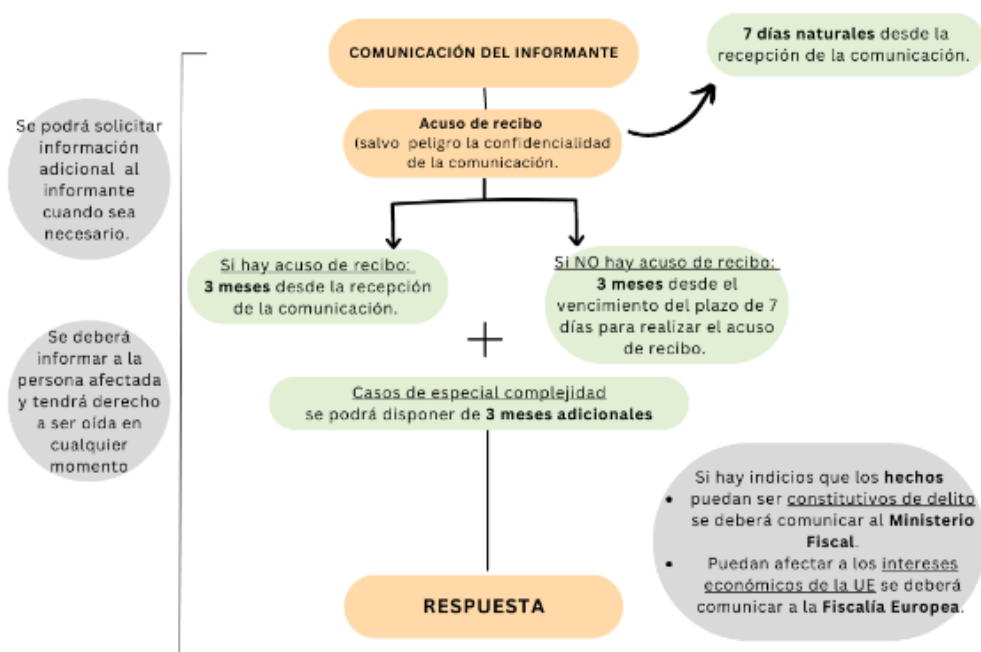 COMUNICACIÓN DEL INFORMANTE
7 días naturales desde la
recepción de la comunicación.
Acuso de recibo
(salvo peligro la confidencialidad
de la comunicación.
Se podrá solicitar
información
adicional al
informante
cuando sea
necesario.
Si hay acuso de recibo:
3 meses desde la recepción
de la comunicación.
Si NO hay acuso de recibo:
3 meses desde el
vencimiento del plazo de 7
días para realizar el acuso
de recibo.
+
Se deberá
informar a la
persona afectada
y tendrá derecho
a ser oída en
cualquier
momento
Casos de especial complejidad
se podrá disponer de 3 meses adicionales
Si hay indicios que los hechos
• puedan ser constitutivos de delito
se deberá comunicar al Ministerio
Fiscal.
• Puedan afectar a los intereses
económicos de la UE se deberá
comunicar a la Fiscalía Europea.
RESPUESTA